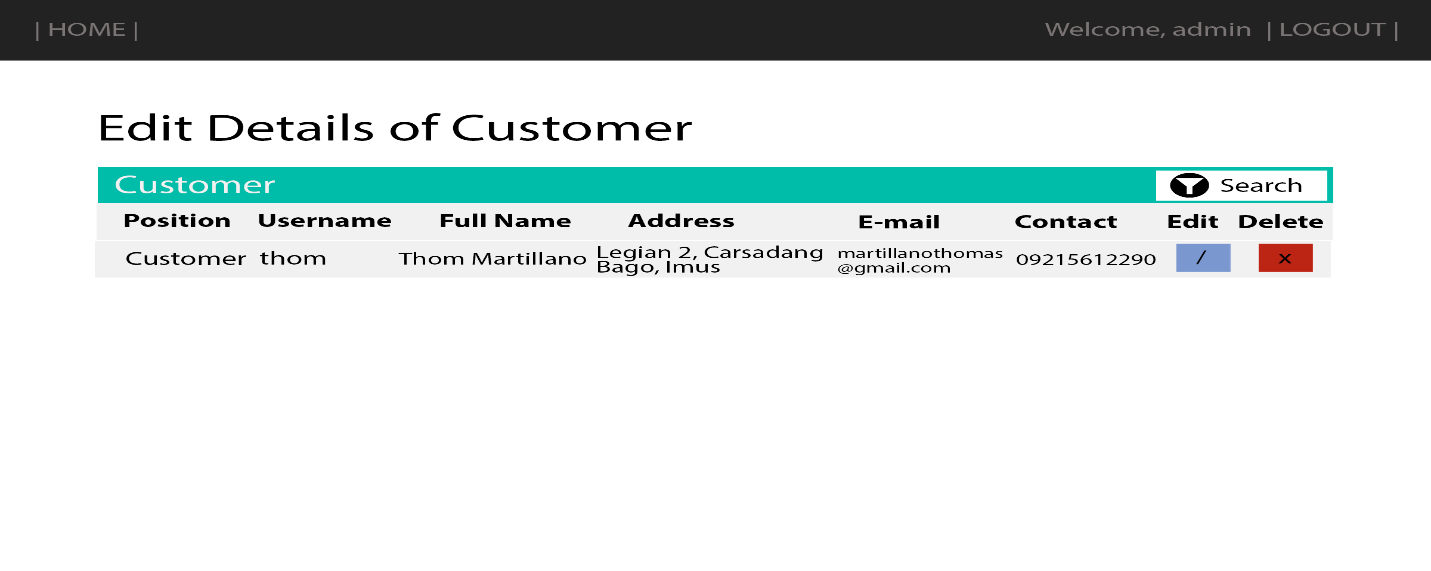 | HOME | Welcome, admin | LOGOUT |
Edit Details of Customer
Customer Search
Position Username Full Name Address E-mail Contact Edit Delete
Customer thom Thom Martillano Legian 2, Carsadang martillanothomas 09215612290 / ×
Bago, Imus @gmail.com